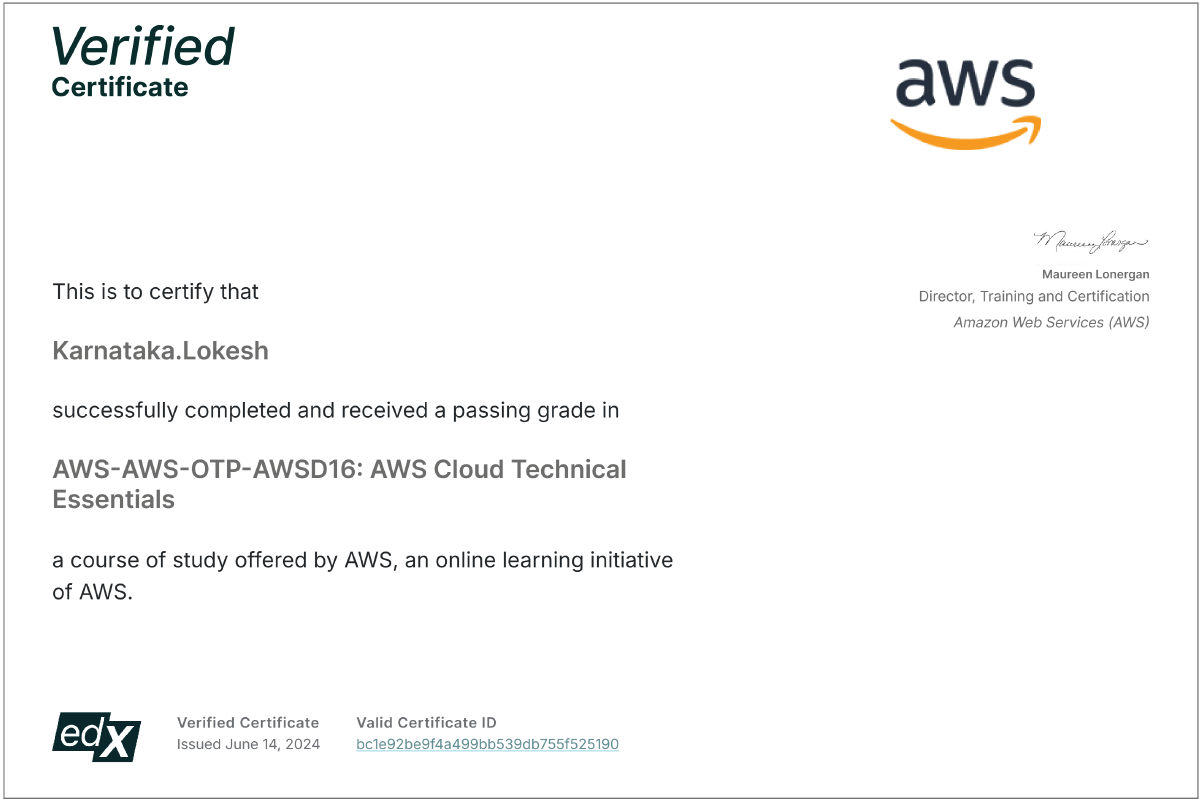 Verified
Certificate
aws
Maureen Lonergan
Maureen Lonergan
Director, Training and Certification
Amazon Web Services (AWS)
This is to certify that
Karnataka.Lokesh
successfully completed and received a passing grade in
AWS-AWS-OTP-AWSD16: AWS Cloud Technical
Essentials
a course of study offered by AWS, an online learning initiative
of AWS.
edX
Verified Certificate
Issued June 14, 2024
Valid Certificate ID
bc1e92be9f4a499bb539db755f525190